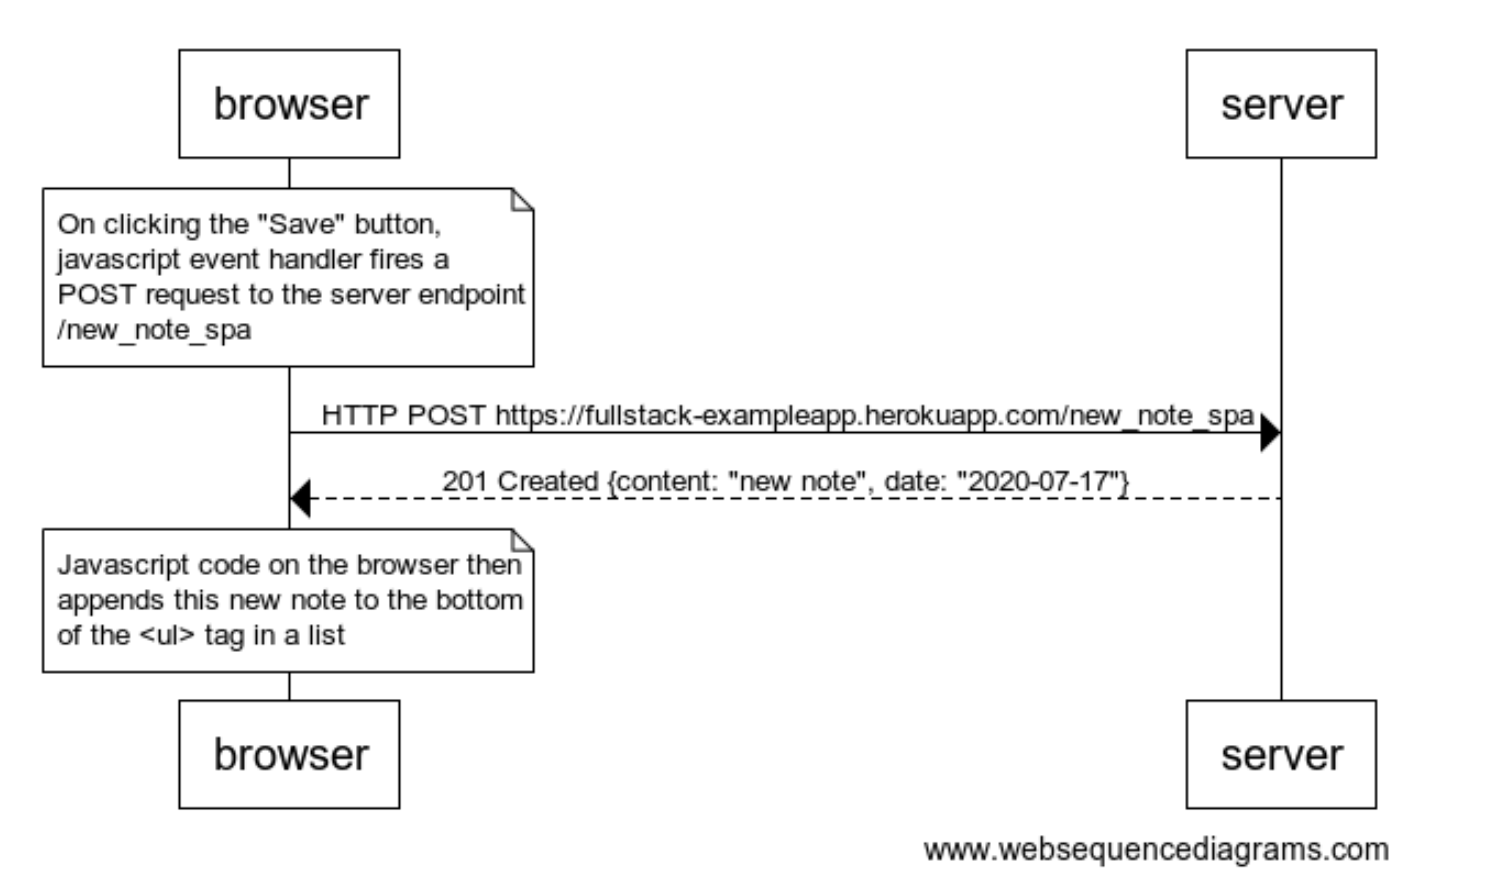 browser
server
On clicking the "Save" button,
javascript event handler fires a
POST request to the server endpoint
/new_note_spa
HTTP POST https://fullstack-exampleapp.herokuapp.com/new_note_spa
201 Created {content: "new note", date: "2020-07-17"}
Javascript code on the browser then
appends this new note to the bottom
of the <ul> tag in a list
browser
server
www.websequencediagrams.com